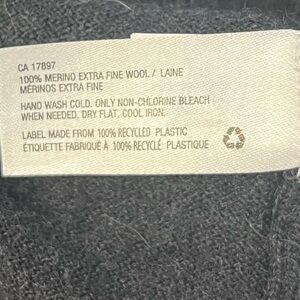 CA 17897
100% MERINO EXTRA FINE WOOL / LAINE
MÉRINOS EXTRA FINE
HAND WASH COLD. ONLY NON-CHLORINE BLEACH
WHEN NEEDED, DRY FLAT, COOL IRON.
LABEL MADE FROM 100% RECYCLED PLASTIC
ÉTIQUETTE FABRIQUÉ À 100% RECYCLÉ PLASTIQUE